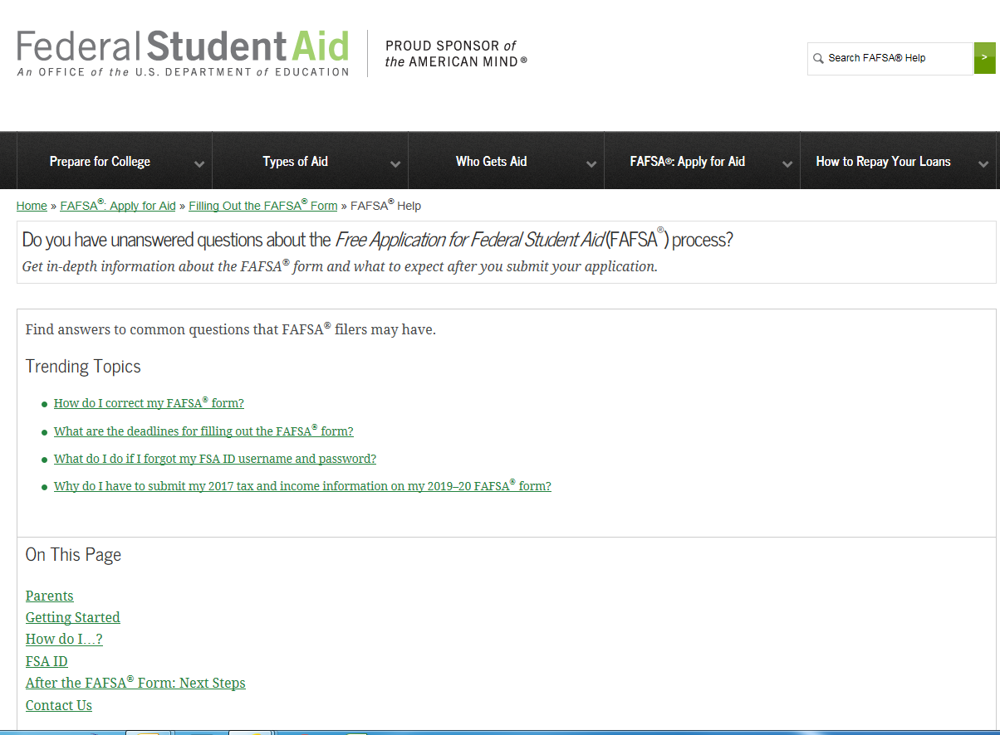 Federal Student Aid
An OFFICE of the U.S. DEPARTMENT of EDUCATION
PROUD SPONSOR of
the AMERICAN MIND®
Search FAFSA® Help
>
Prepare for College
Types of Aid
Who Gets Aid
FAFSA®: Apply for Aid
How to Repay Your Loans
Home » FAFSA®: Apply for Aid » Filling Out the FAFSA® Form » FAFSA® Help
Do you have unanswered questions about the Free Application for Federal Student Aid (FAFSA®) process?
Get in-depth information about the FAFSA® form and what to expect after you submit your application.
Find answers to common questions that FAFSA® filers may have.
Trending Topics
• How do I correct my FAFSA® form?
• What are the deadlines for filling out the FAFSA® form?
• What do I do if I forgot my FSA ID username and password?
• Why do I have to submit my 2017 tax and income information on my 2019–20 FAFSA® form?
On This Page
Parents
Getting Started
How do I…?
FSA ID
After the FAFSA® Form: Next Steps
Contact Us